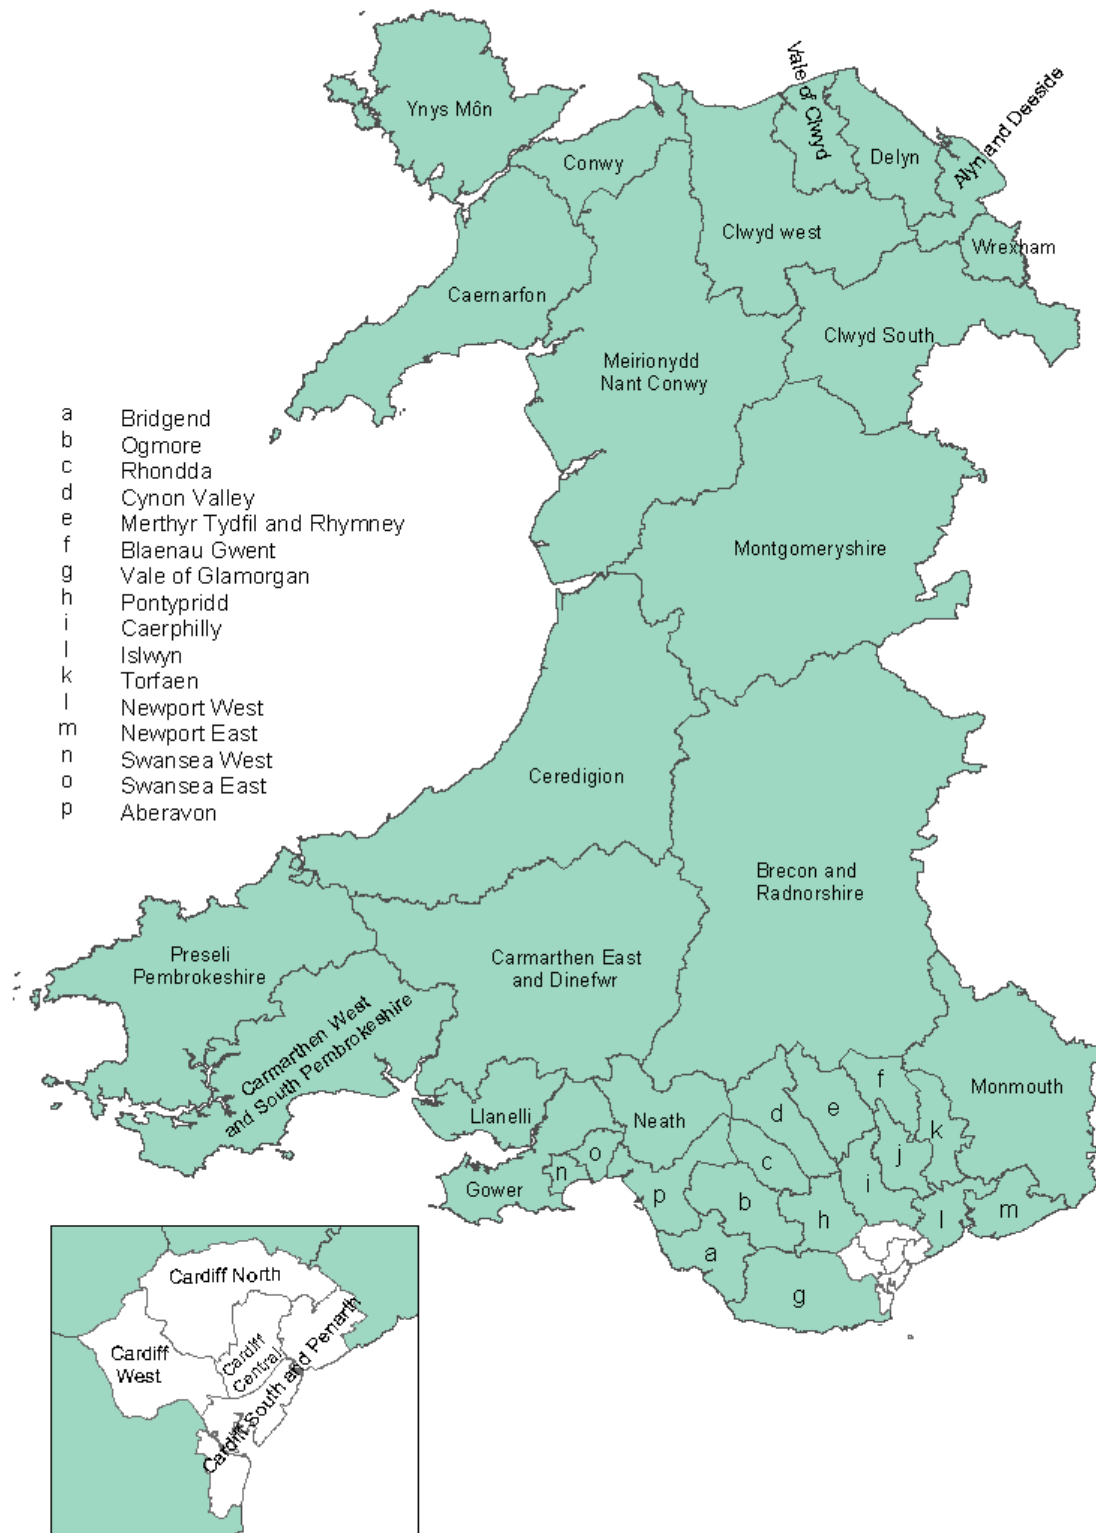 Ynys Môn
Conwy
Vale of Clwyd
Delyn
Alyn and Deeside
Clwyd west
Wrexham
Caernarfon
Clwyd South
Meirionydd
Nant Conwy
a Bridgend
b Ogmore
c Rhondda
d Cynon Valley
e Merthyr Tydfil and Rhymney
f Blaenau Gwent
g Vale of Glamorgan
h Pontypridd
i Caerphilly
l Islwyn
k Torfaen
l Newport West
m Newport East
n Swansea West
o Swansea East
p Aberavon
Montgomeryshire
Ceredigion
Brecon and
Radnorshire
Preseli
Pembrokeshire
Carmarthen East
and Dinefwr
Carmarthen West
and South Pembrokeshire
Llanelli
Neath
Monmouth
Gower
f
d
e
k
j
o
n
c
i
p
b
h
l
m
a
g
Cardiff North
Cardiff
West
Cardiff
Central
Cardiff South and Penarth